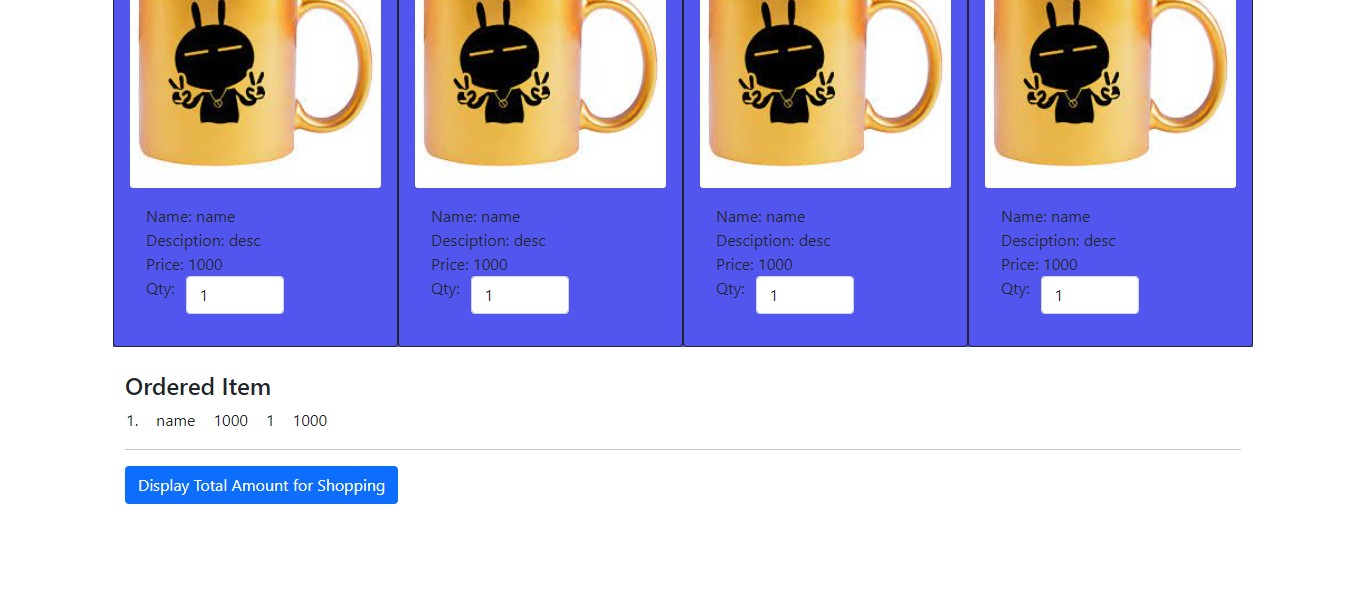 Name: name
Desciption: desc
Price: 1000
Qty: 1
Name: name
Desciption: desc
Price: 1000
Qty: 1
Name: name
Desciption: desc
Price: 1000
Qty: 1
Name: name
Desciption: desc
Price: 1000
Qty: 1
Ordered Item
1. name 1000 1 1000
Display Total Amount for Shopping